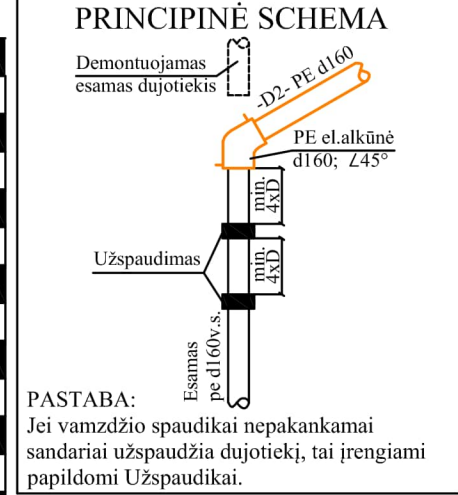 PRINCIPINĖ SCHEMA
Demontuojamas
esamas dujotiekis
-D2- PE d160
PE el.alkūnė
d160; ∠45°
min.
4xD
Užspaudimas
min.
4xD
Esamas
pe d160v.s.
PASTABA:
Jei vamzdžio spaudikai nepakankamai
sandariai užspaudžia dujotiekį, tai įrengiami
papildomi Užspaudikai.